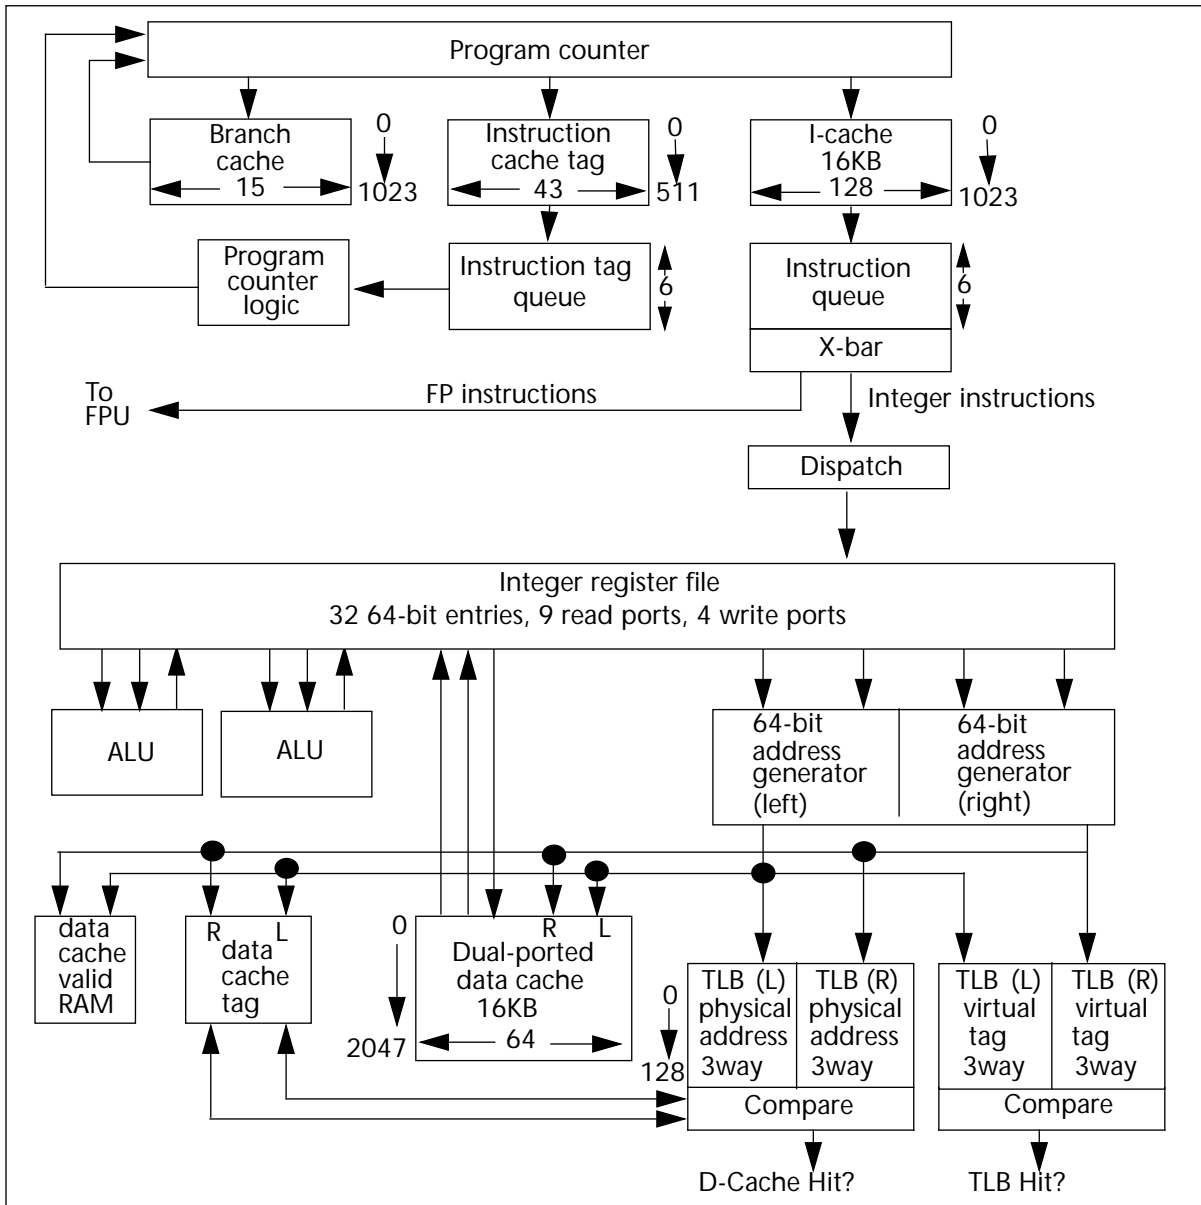 Program counter
Branch
cache
15
0
1023
Instruction
cache tag
43
0
511
I-cache
16KB
128
0
1023
Program
counter
logic
Instruction tag
queue
6
Instruction
queue
6
X-bar
To
FPU
FP instructions
Integer instructions
Dispatch
Integer register file
32 64-bit entries, 9 read ports, 4 write ports
ALU
ALU
64-bit
address
generator
(left)
64-bit
address
generator
(right)
data
cache
valid
RAM
R L
data
cache
tag
0
2047
R L
Dual-ported
data cache
16KB
64
0
128
TLB (L)
physical
address
3way
TLB (R)
physical
address
3way
Compare
TLB (L)
virtual
tag
3way
TLB (R)
virtual
tag
3way
Compare
D-Cache Hit?
TLB Hit?